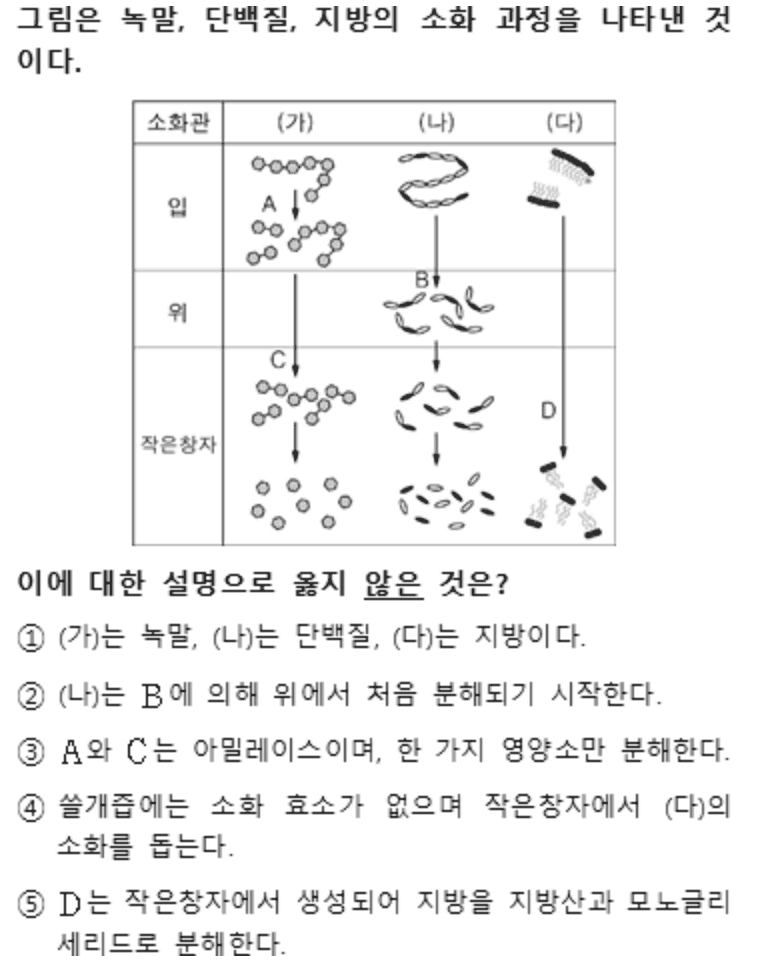 그림은 녹말, 단백질, 지방의 소화 과정을 나타낸 것
이다.
소화관 (가) (나) (다)
입 A
B
위
C
D
작은창자
이에 대한 설명으로 옳지 않은 것은?
① (가)는 녹말, (나)는 단백질, (다)는 지방이다.
② (나)는 B에 의해 위에서 처음 분해되기 시작한다.
③ A와 C는 아밀레이스이며, 한 가지 영양소만 분해한다.
④ 쓸개즙에는 소화 효소가 없으며 작은창자에서 (다)의
소화를 돕는다.
⑤ D는 작은창자에서 생성되어 지방을 지방산과 모노글리
세리드로 분해한다.